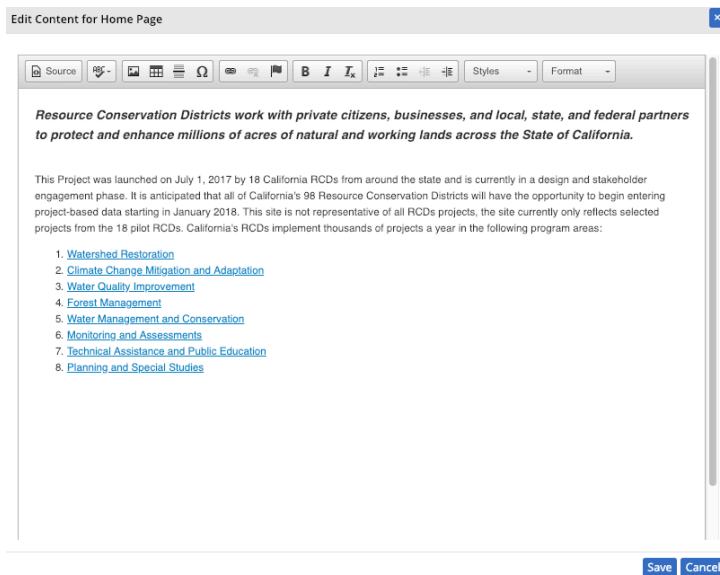 Edit Content for Home Page
×
Source ABC Ω B I Tx Styles Format
Resource Conservation Districts work with private citizens, businesses, and local, state, and federal partners
to protect and enhance millions of acres of natural and working lands across the State of California.
This Project was launched on July 1, 2017 by 18 California RCDs from around the state and is currently in a design and stakeholder
engagement phase. It is anticipated that all of California's 98 Resource Conservation Districts will have the opportunity to begin entering
project-based data starting in January 2018. This site is not representative of all RCDs projects, the site currently only reflects selected
projects from the 18 pilot RCDs. California's RCDs implement thousands of projects a year in the following program areas:
1. Watershed Restoration
2. Climate Change Mitigation and Adaptation
3. Water Quality Improvement
4. Forest Management
5. Water Management and Conservation
6. Monitoring and Assessments
7. Technical Assistance and Public Education
8. Planning and Special Studies
Save Cancel